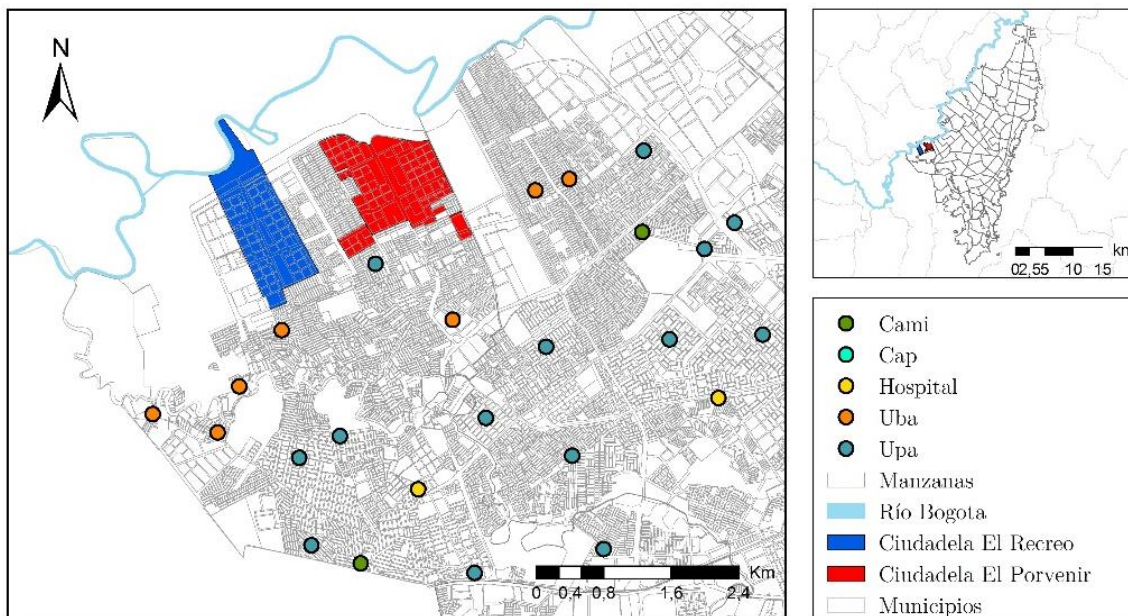 N
Km
0 0,4 0,8 1,6 2,4
km
02,55 10 15
Cami
Cap
Hospital
Uba
Upa
Manzanas
Río Bogota
Ciudadela El Recreo
Ciudadela El Porvenir
Municipios